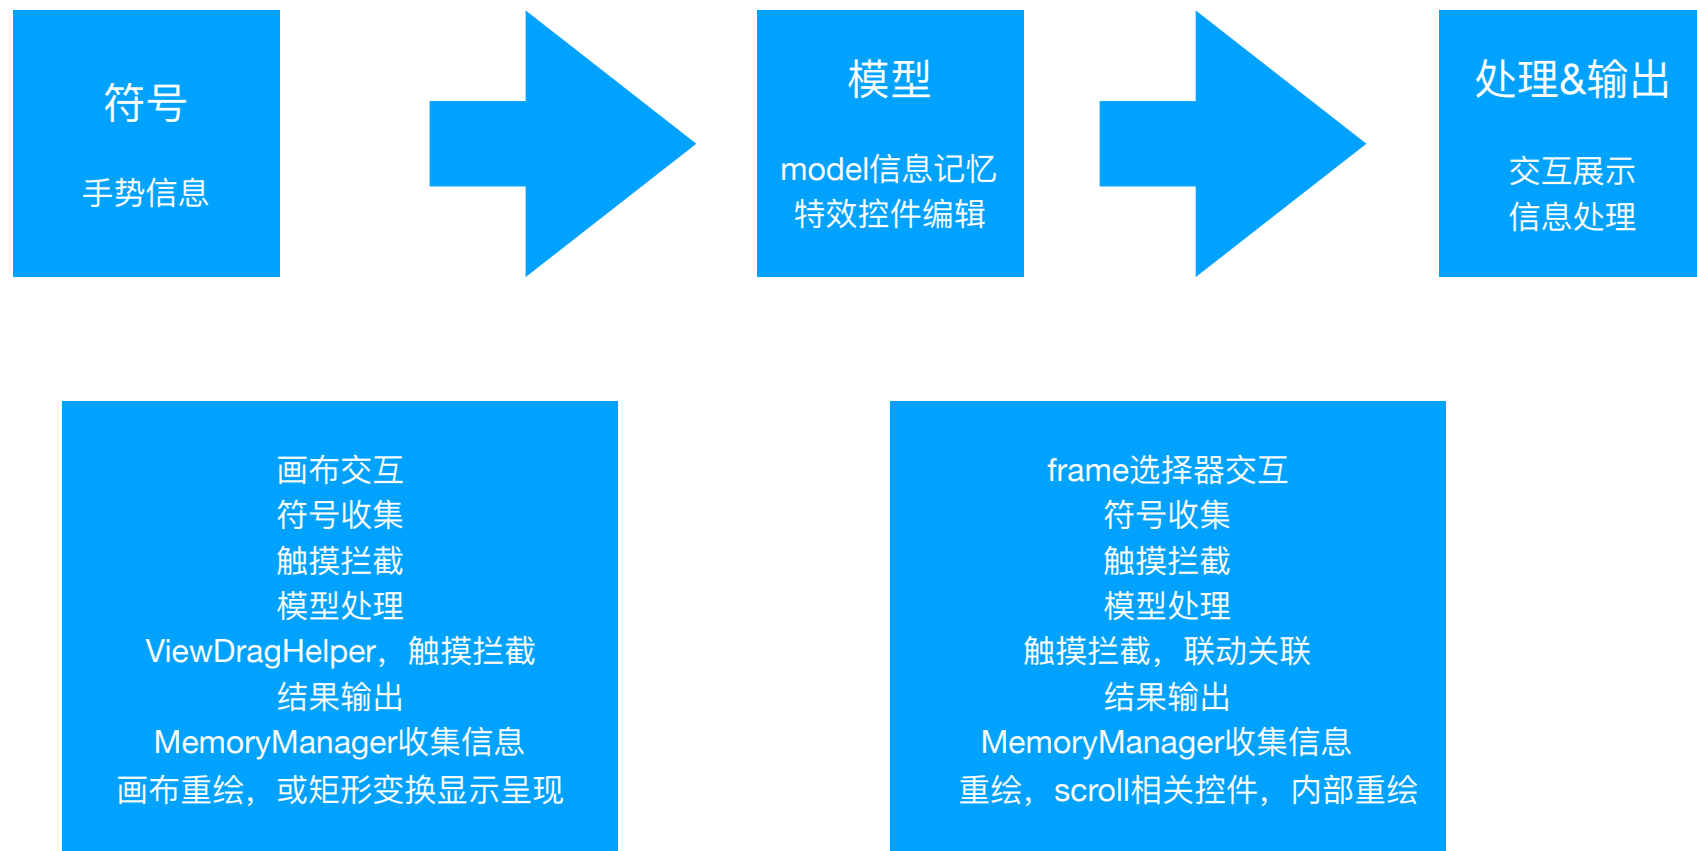 符号
手势信息
模型
model信息记忆
特效控件编辑
处理&输出
交互展示
信息处理
画布交互
符号收集
触摸拦截
模型处理
ViewDragHelper，触摸拦截
结果输出
MemoryManager收集信息
画布重绘，或矩形变换显示呈现
frame选择器交互
符号收集
触摸拦截
模型处理
触摸拦截，联动关联
结果输出
MemoryManager收集信息
重绘，scroll相关控件，内部重绘